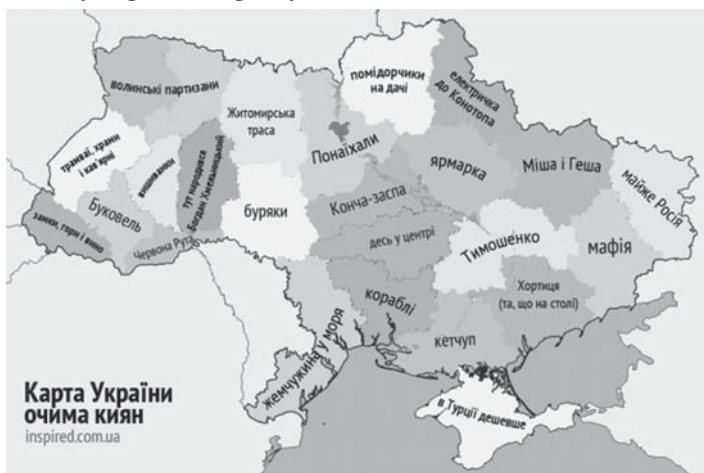 волинські партизани
Житомирська
траса
помідорчики
на дачі
електричка
до Конотопа
трамваї, храми
і кав'ярні
вишиванки
тут народився
Богдан Хмельницький
Понаїхали
ярмарка
Міша і Геша
майже Росія
замки, гори і вино
Буковель
Червона Рута
буряки
Конча-заспа
десь у центрі
Тимошенко
мафія
жемчужина у моря
кораблі
кетчуп
Хортиця
(та, що на столі)
в Турції дешевше
Карта України
очима киян
inspired.com.ua